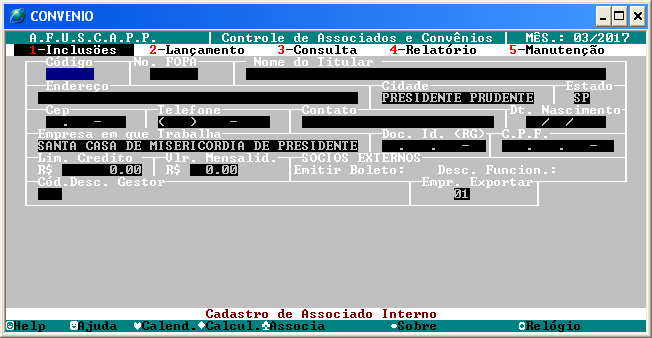 CONVENIO
A.F.U.S.C.A.P.P. | Controle de Associados e Convênios | MÊS.: 03/2017
1-Inclusões 2-Lançamento 3-Consulta 4-Relatório 5-Manutenção
Código No. FOPA Nome do Titular
Endereço Cidade Estado
PRESIDENTE PRUDENTE SP
Cep Telefone Contato Dt. Nascimento
. - ( ) - / /
Empresa em que Trabalha Doc. Id. (RG) C.P.F.
SANTA CASA DE MISERICORDIA DE PRESIDENTE . . - . . -
Lim. Credito Vlr. Mensalid. SOCIOS EXTERNOS
R$ 0.00 R$ 0.00 Emitir Boleto: Desc. Funcion.:
Cód.Desc. Gestor Empr. Exportar
01
Cadastro de Associado Interno
Help Ajuda Calend. Calcul. Associa Sobre Relógio